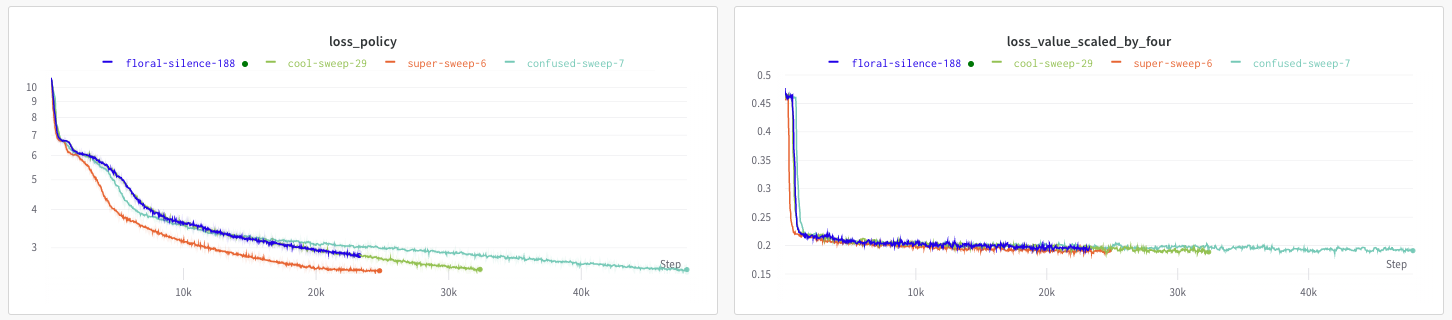 loss_policy
floral-silence-188 cool-sweep-29 super-sweep-6 confused-sweep-7
10
9
8
7
6
5
4
3
Step
10k 20k 30k 40k
loss_value_scaled_by_four
floral-silence-188 cool-sweep-29 super-sweep-6 confused-sweep-7
0.5
0.45
0.4
0.35
0.3
0.25
0.2
0.15
Step
10k 20k 30k 40k